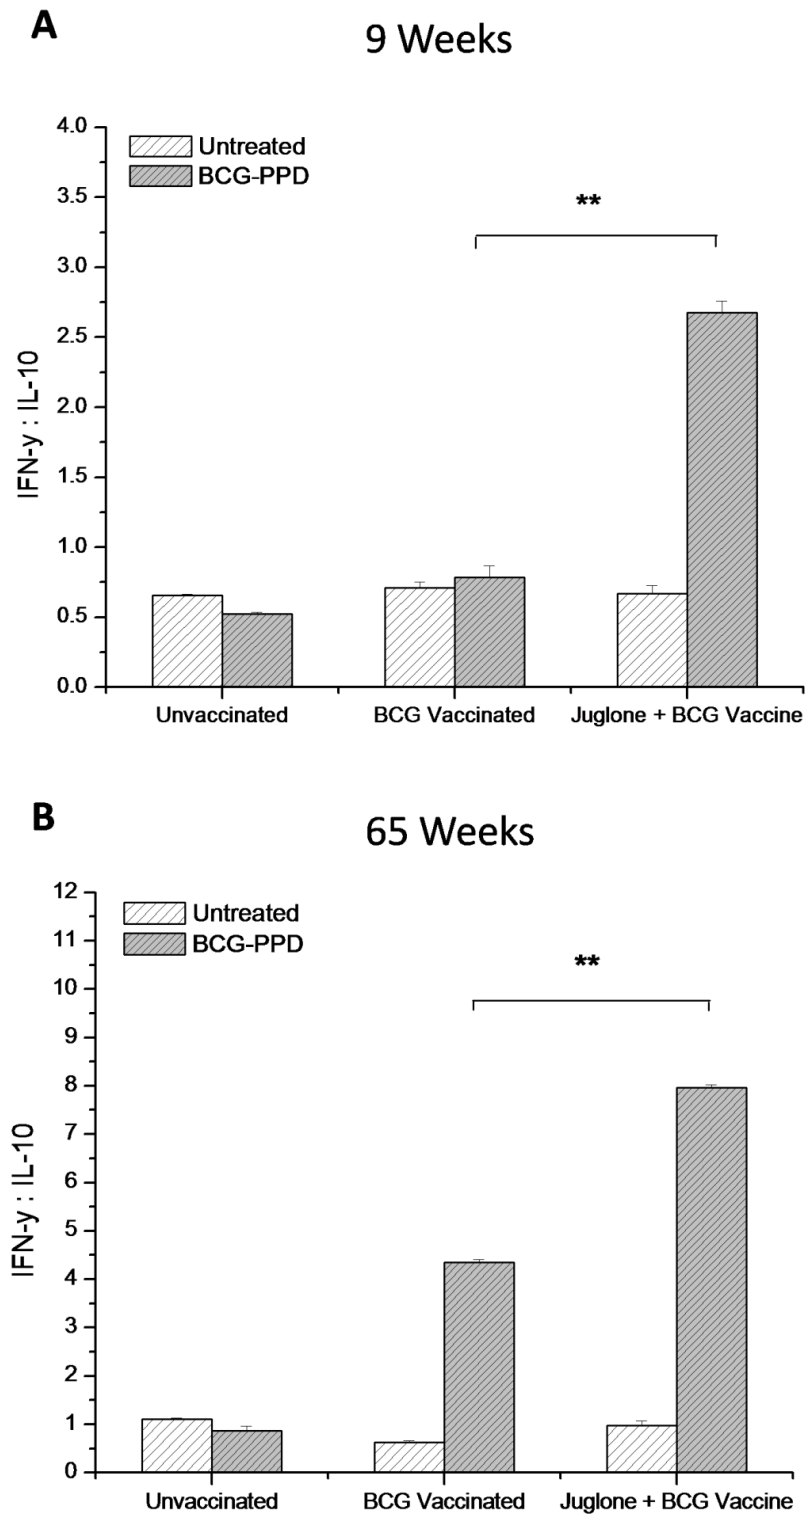 A
9 Weeks
4.0
3.5
3.0
2.5
2.0
1.5
1.0
0.5
0.0
IFN-y : IL-10
Untreated
BCG-PPD
**
Unvaccinated
BCG Vaccinated
Juglone + BCG Vaccine
B
65 Weeks
12
11
10
9
8
7
6
5
4
3
2
1
0
IFN-y : IL-10
Untreated
BCG-PPD
**
Unvaccinated
BCG Vaccinated
Juglone + BCG Vaccine